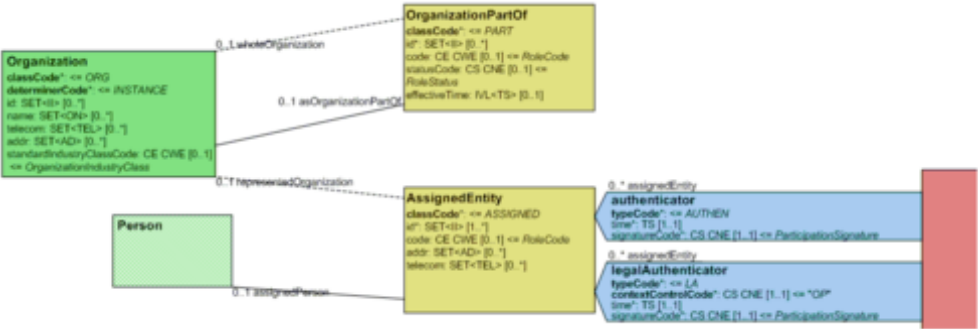 OrganizationPartOf
classCode*: <= PART
id*: SET<II> [0..*]
code: CE CWE [0..1] <= RoleCode
statusCode: CS CNE [0..1] <=
RoleStatus
effectiveTime: IVL<TS> [0..1]
0..1 wholeOrganization
0..1 asOrganizationPartOf
Organization
classCode*: <= ORG
determinerCode*: <= INSTANCE
id: SET<II> [0..*]
name: SET<ON> [0..*]
telecom: SET<TEL> [0..*]
addr: SET<AD> [0..*]
standardIndustryClassCode: CE CWE [0..1]
<= OrganizationIndustryClass
0..1 representedOrganization
AssignedEntity
classCode*: <= ASSIGNED
id*: SET<II> [1..*]
code: CE CWE [0..1] <= RoleCode
addr: SET<AD> [0..*]
telecom: SET<TEL> [0..*]
Person
0..1 assignedPerson
0..* assignedEntity
authenticator
typeCode*: <= AUTHEN
time*: TS [1..1]
signatureCode*: CS CNE [1..1] <= ParticipationSignature
0..* assignedEntity
legalAuthenticator
typeCode*: <= LA
contextControlCode*: CS CNE [1..1] <= "OP"
time*: TS [1..1]
signatureCode*: CS CNE [1..1] <= ParticipationSignature